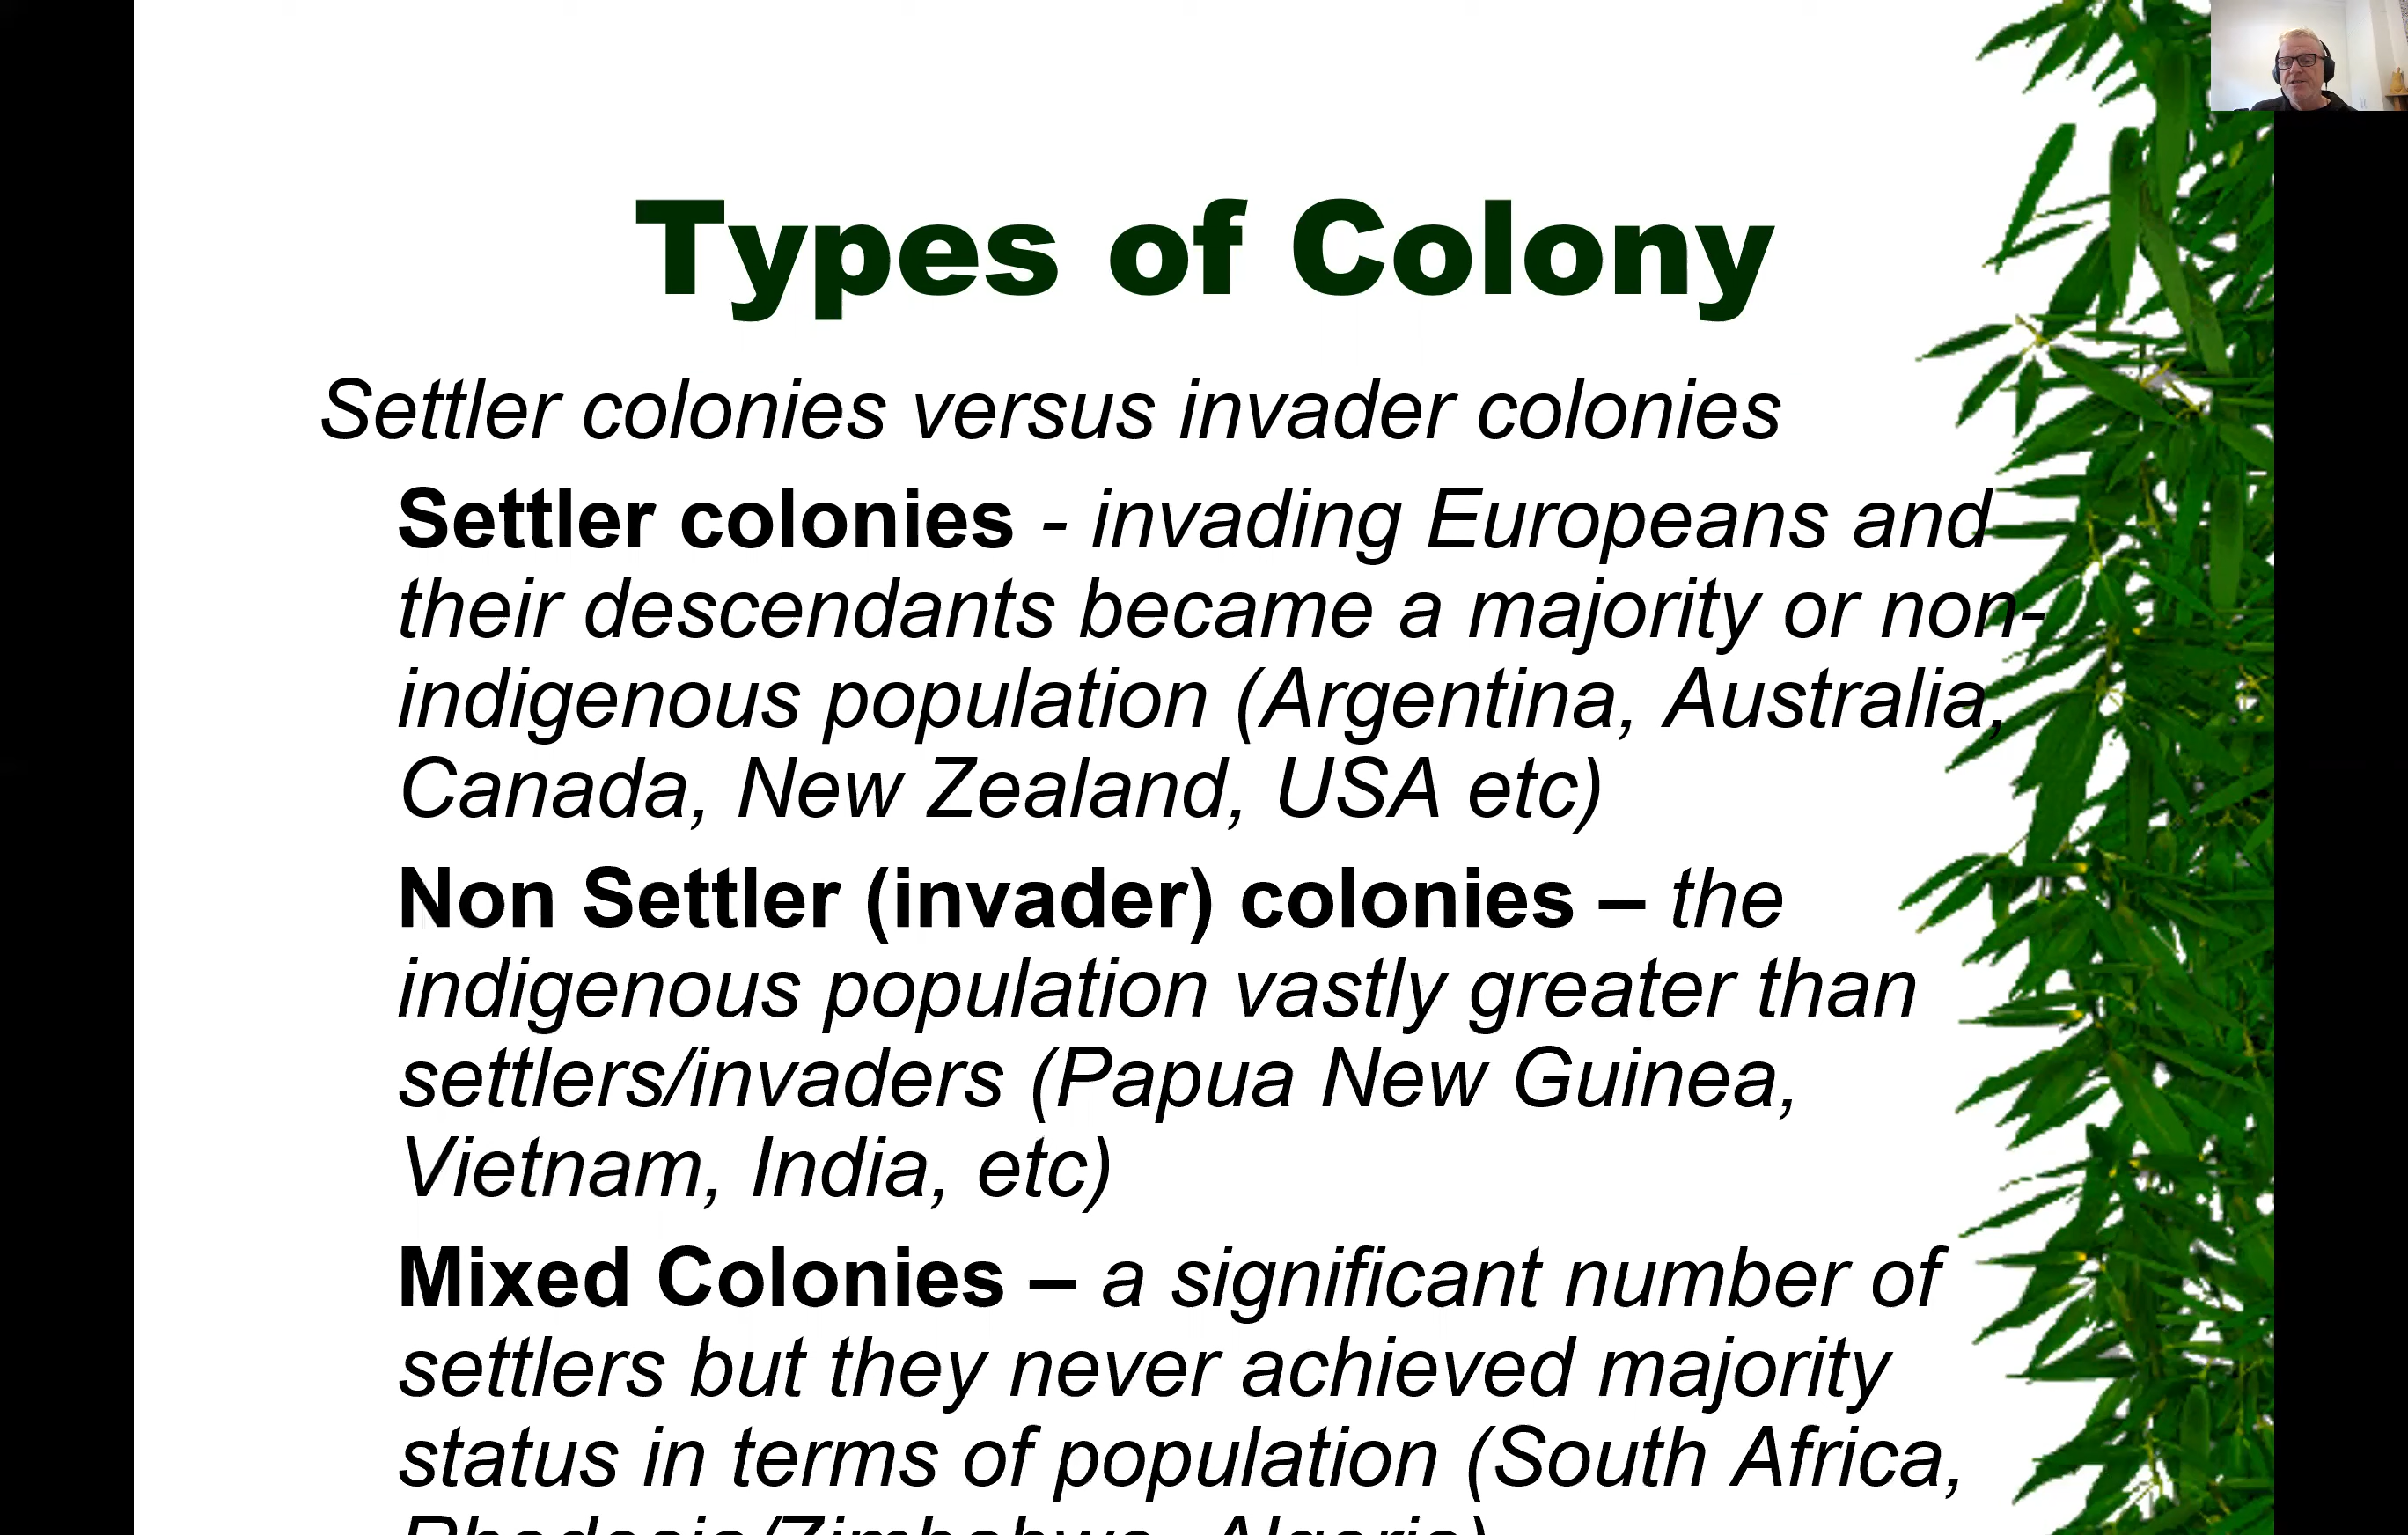 Types of Colony
Settler colonies versus invader colonies
Settler colonies - invading Europeans and
their descendants became a majority or non-
indigenous population (Argentina, Australia,
Canada, New Zealand, USA etc)
Non Settler (invader) colonies – the
indigenous population vastly greater than
settlers/invaders (Papua New Guinea,
Vietnam, India, etc)
Mixed Colonies – a significant number of
settlers but they never achieved majority
status in terms of population (South Africa,
Rhodesia/Zimbabwe, Algeria)